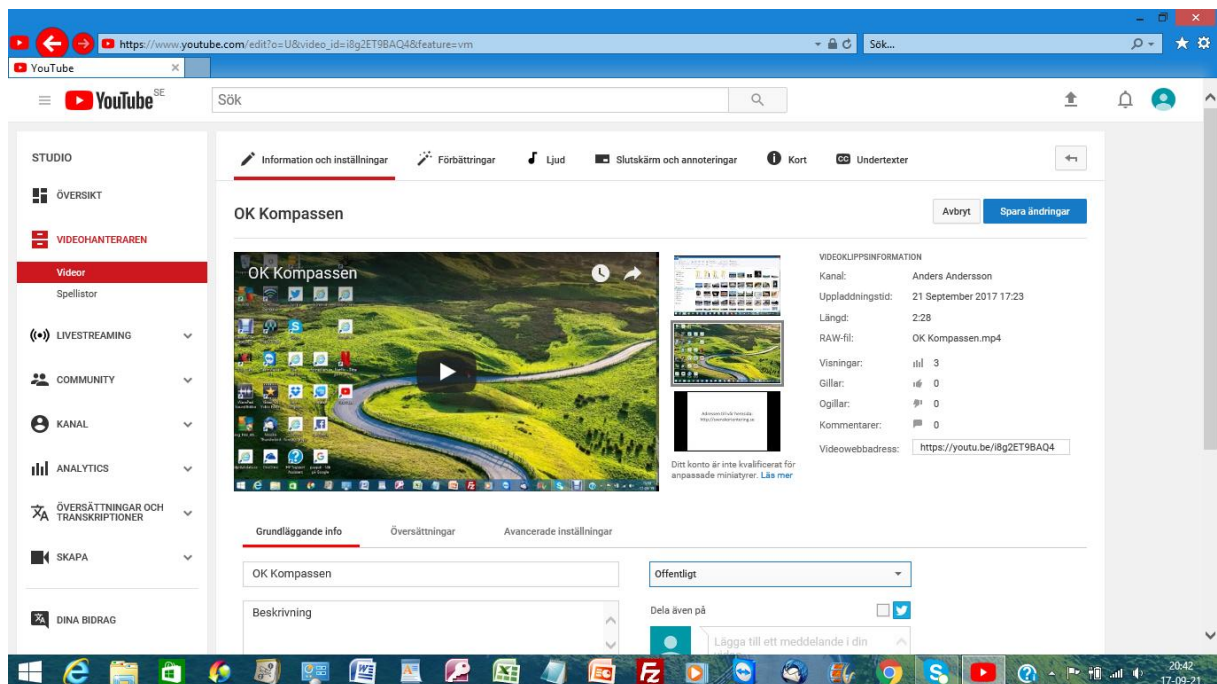 https://www.youtube.com/edit?o=U&video_id=i8g2ET9BAQ4&feature=vm
Sök...
YouTube
YouTube SE
Sök
STUDIO
ÖVERSIKT
VIDEOHANTERAREN
Videor
Spellistor
LIVESTREAMING
COMMUNITY
KANAL
ANALYTICS
ÖVERSÄTTNINGAR OCH
TRANSKRIPTIONER
SKAPA
DINA BIDRAG
Information och inställningar
Förbättringar
Ljud
Slutskärm och annoteringar
Kort
CC Undertexter
OK Kompassen
Avbryt
Spara ändringar
OK Kompassen
Ditt konto är inte kvalificerat för
anpassade miniatyrer. Läs mer
VIDEOKLIPPSINFORMATION
Kanal: Anders Andersson
Uppladdningstid: 21 September 2017 17:23
Längd: 2:28
RAW-fil: OK Kompassen.mp4
Visningar: 3
Gillar: 0
Ogillar: 0
Kommentarer: 0
Videowebbadress: https://youtu.be/i8g2ET9BAQ4
Grundläggande info
Översättningar
Avancerade inställningar
OK Kompassen
Offentligt
Beskrivning
Dela även på
Lägga till ett meddelande i din
20:42
17-09-21